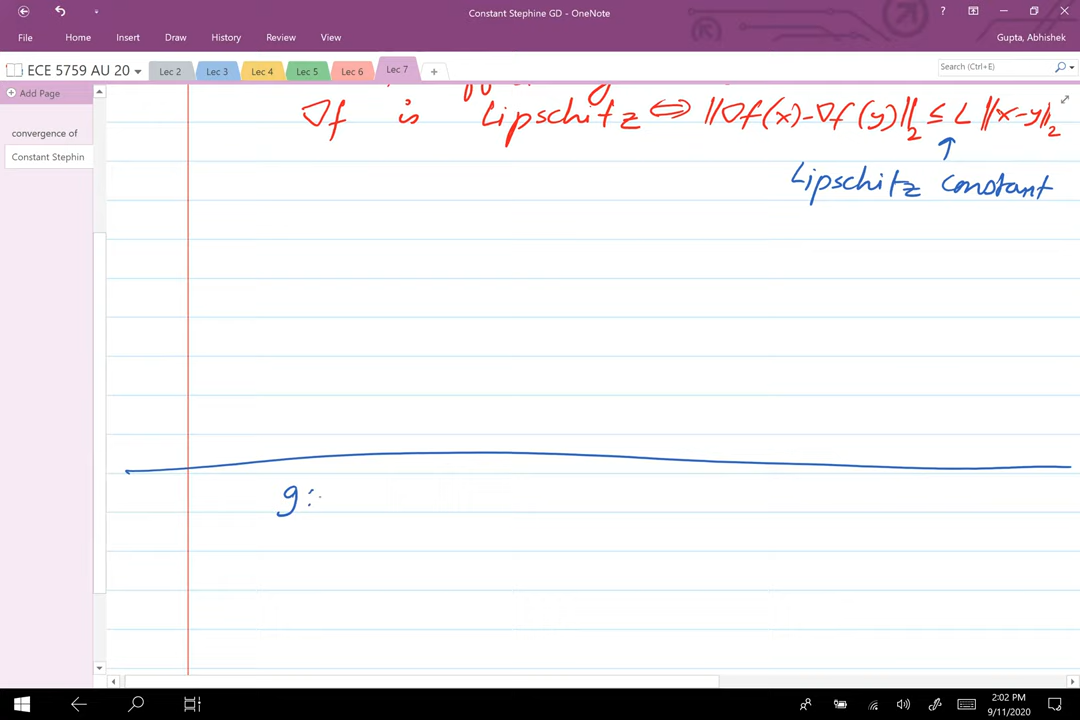 Constant Stephine GD - OneNote
?
File Home Insert Draw History Review View
Gupta, Abhishek
ECE 5759 AU 20 Lec 2 Lec 3 Lec 4 Lec 5 Lec 6 Lec 7 +
Search (Ctrl+E)
Add Page
convergence of
Constant Stephin
∇f is Lipschitz ⇔ ||∇f(x)-∇f(y)||₂ ≤ L ||x-y||₂
↑
Lipschitz constant
g:
2:02 PM
9/11/2020